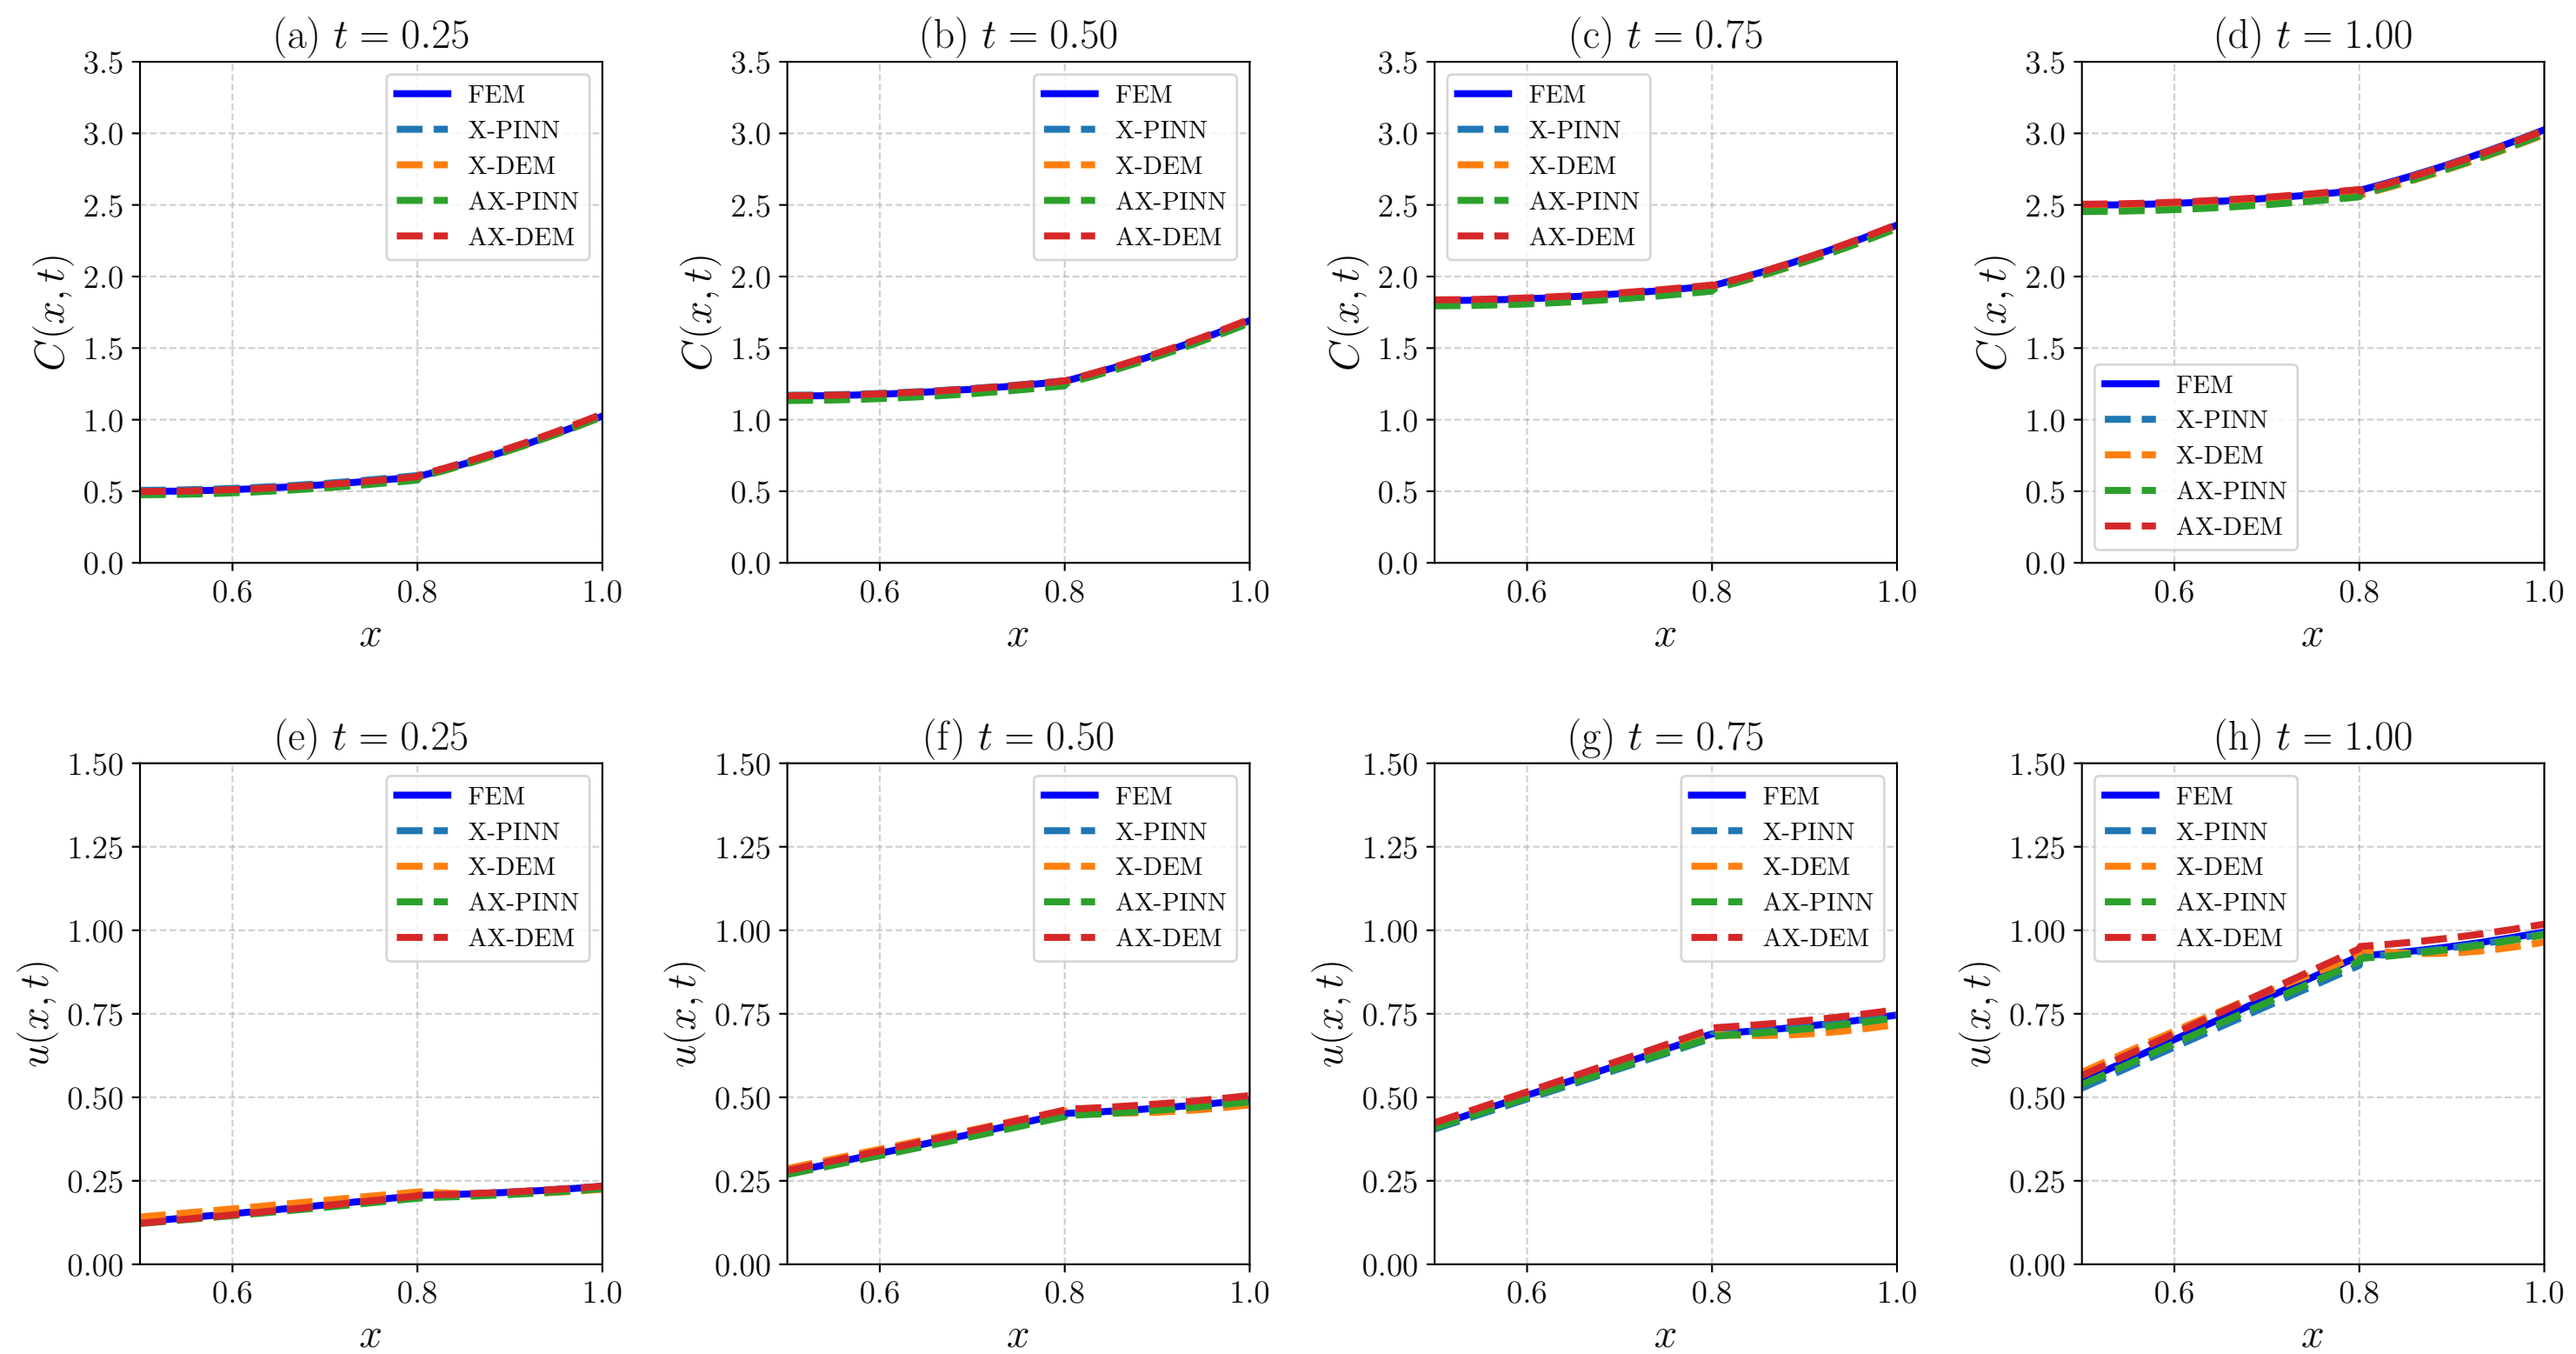 (a) t = 0.25
3.5
3.0
2.5
2.0
1.5
1.0
0.5
0.0
C(x, t)
FEM
X-PINN
X-DEM
AX-PINN
AX-DEM
0.6 0.8 1.0
x
(b) t = 0.50
3.5
3.0
2.5
2.0
1.5
1.0
0.5
0.0
C(x, t)
FEM
X-PINN
X-DEM
AX-PINN
AX-DEM
0.6 0.8 1.0
x
(c) t = 0.75
3.5
3.0
2.5
2.0
1.5
1.0
0.5
0.0
C(x, t)
FEM
X-PINN
X-DEM
AX-PINN
AX-DEM
0.6 0.8 1.0
x
(d) t = 1.00
3.5
3.0
2.5
2.0
1.5
1.0
0.5
0.0
C(x, t)
FEM
X-PINN
X-DEM
AX-PINN
AX-DEM
0.6 0.8 1.0
x
(e) t = 0.25
1.50
1.25
1.00
0.75
0.50
0.25
0.00
u(x, t)
FEM
X-PINN
X-DEM
AX-PINN
AX-DEM
0.6 0.8 1.0
x
(f) t = 0.50
1.50
1.25
1.00
0.75
0.50
0.25
0.00
u(x, t)
FEM
X-PINN
X-DEM
AX-PINN
AX-DEM
0.6 0.8 1.0
x
(g) t = 0.75
1.50
1.25
1.00
0.75
0.50
0.25
0.00
u(x, t)
FEM
X-PINN
X-DEM
AX-PINN
AX-DEM
0.6 0.8 1.0
x
(h) t = 1.00
1.50
1.25
1.00
0.75
0.50
0.25
0.00
u(x, t)
FEM
X-PINN
X-DEM
AX-PINN
AX-DEM
0.6 0.8 1.0
x